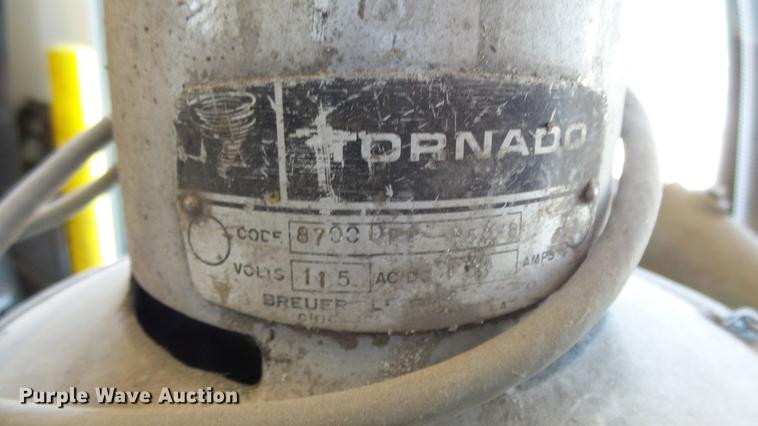 TORNADO
CODE 8700
VOLTS 115 AC-DC AMPS
BREUER
Purple Wave Auction